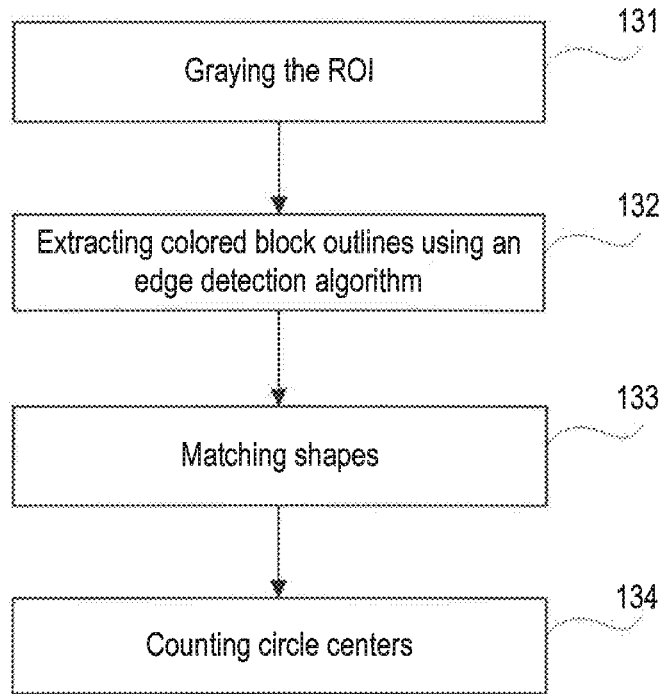 131
Graying the ROI
132
Extracting colored block outlines using an
edge detection algorithm
133
Matching shapes
134
Counting circle centers